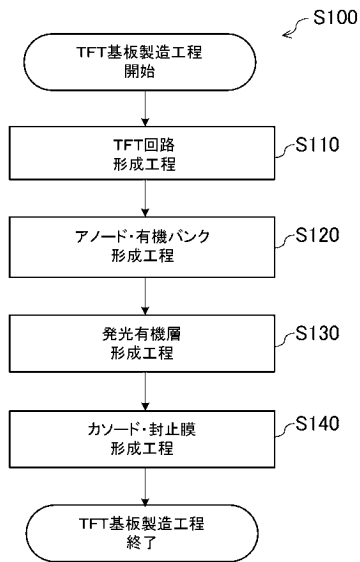 S100
TFT基板製造工程
開始
TFT回路
形成工程
S110
アノード・有機バンク
形成工程
S120
発光有機層
形成工程
S130
カソード・封止膜
形成工程
S140
TFT基板製造工程
終了